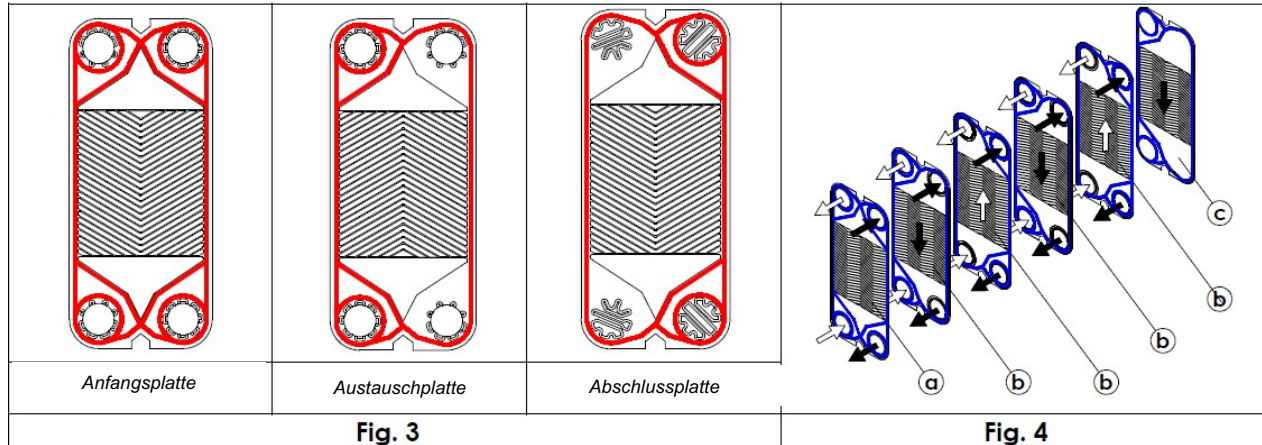 Anfangsplatte
Austauschplatte
Abschlussplatte
a
b
b
b
b
c
Fig. 3
Fig. 4